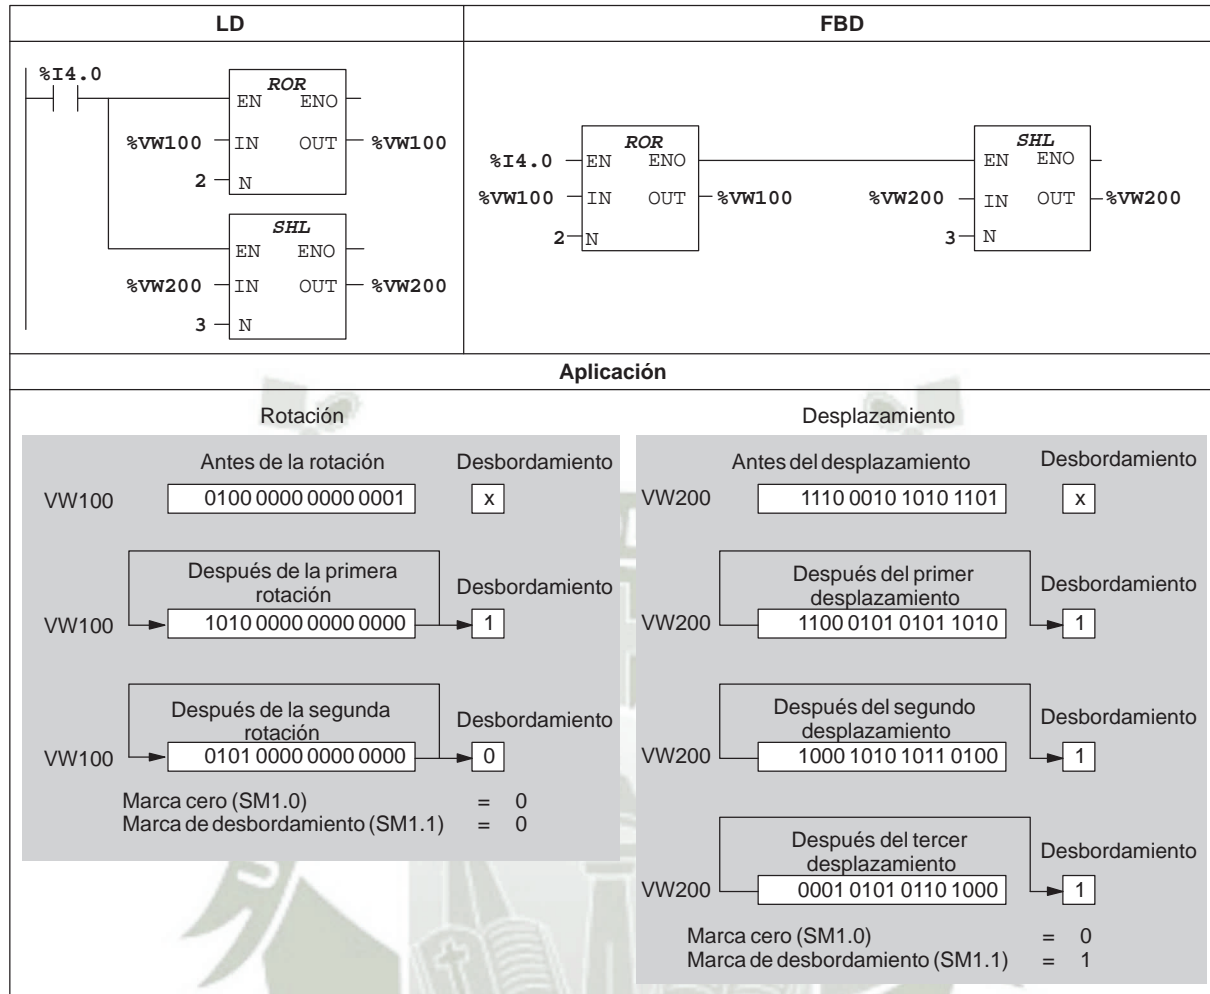 LD
FBD
%I4.0
ROR
EN ENO
%VW100 IN OUT %VW100
2 N
SHL
EN ENO
%VW200 IN OUT %VW200
3 N
ROR
%I4.0 EN ENO
%VW100 IN OUT %VW100
2 N
SHL
EN ENO
%VW200 IN OUT %VW200
3 N
Aplicación
Rotación
Antes de la rotación Desbordamiento
VW100 0100 0000 0000 0001 x
Después de la primera
rotación
Desbordamiento
VW100 1010 0000 0000 0000 1
Después de la segunda
rotación
Desbordamiento
VW100 0101 0000 0000 0000 0
Marca cero (SM1.0) = 0
Marca de desbordamiento (SM1.1) = 0
Desplazamiento
Antes del desplazamiento Desbordamiento
VW200 1110 0010 1010 1101 x
Después del primer
desplazamiento
Desbordamiento
VW200 1100 0101 0101 1010 1
Después del segundo
desplazamiento
Desbordamiento
VW200 1000 1010 1011 0100 1
Después del tercer
desplazamiento
Desbordamiento
VW200 0001 0101 0110 1000 1
Marca cero (SM1.0) = 0
Marca de desbordamiento (SM1.1) = 1